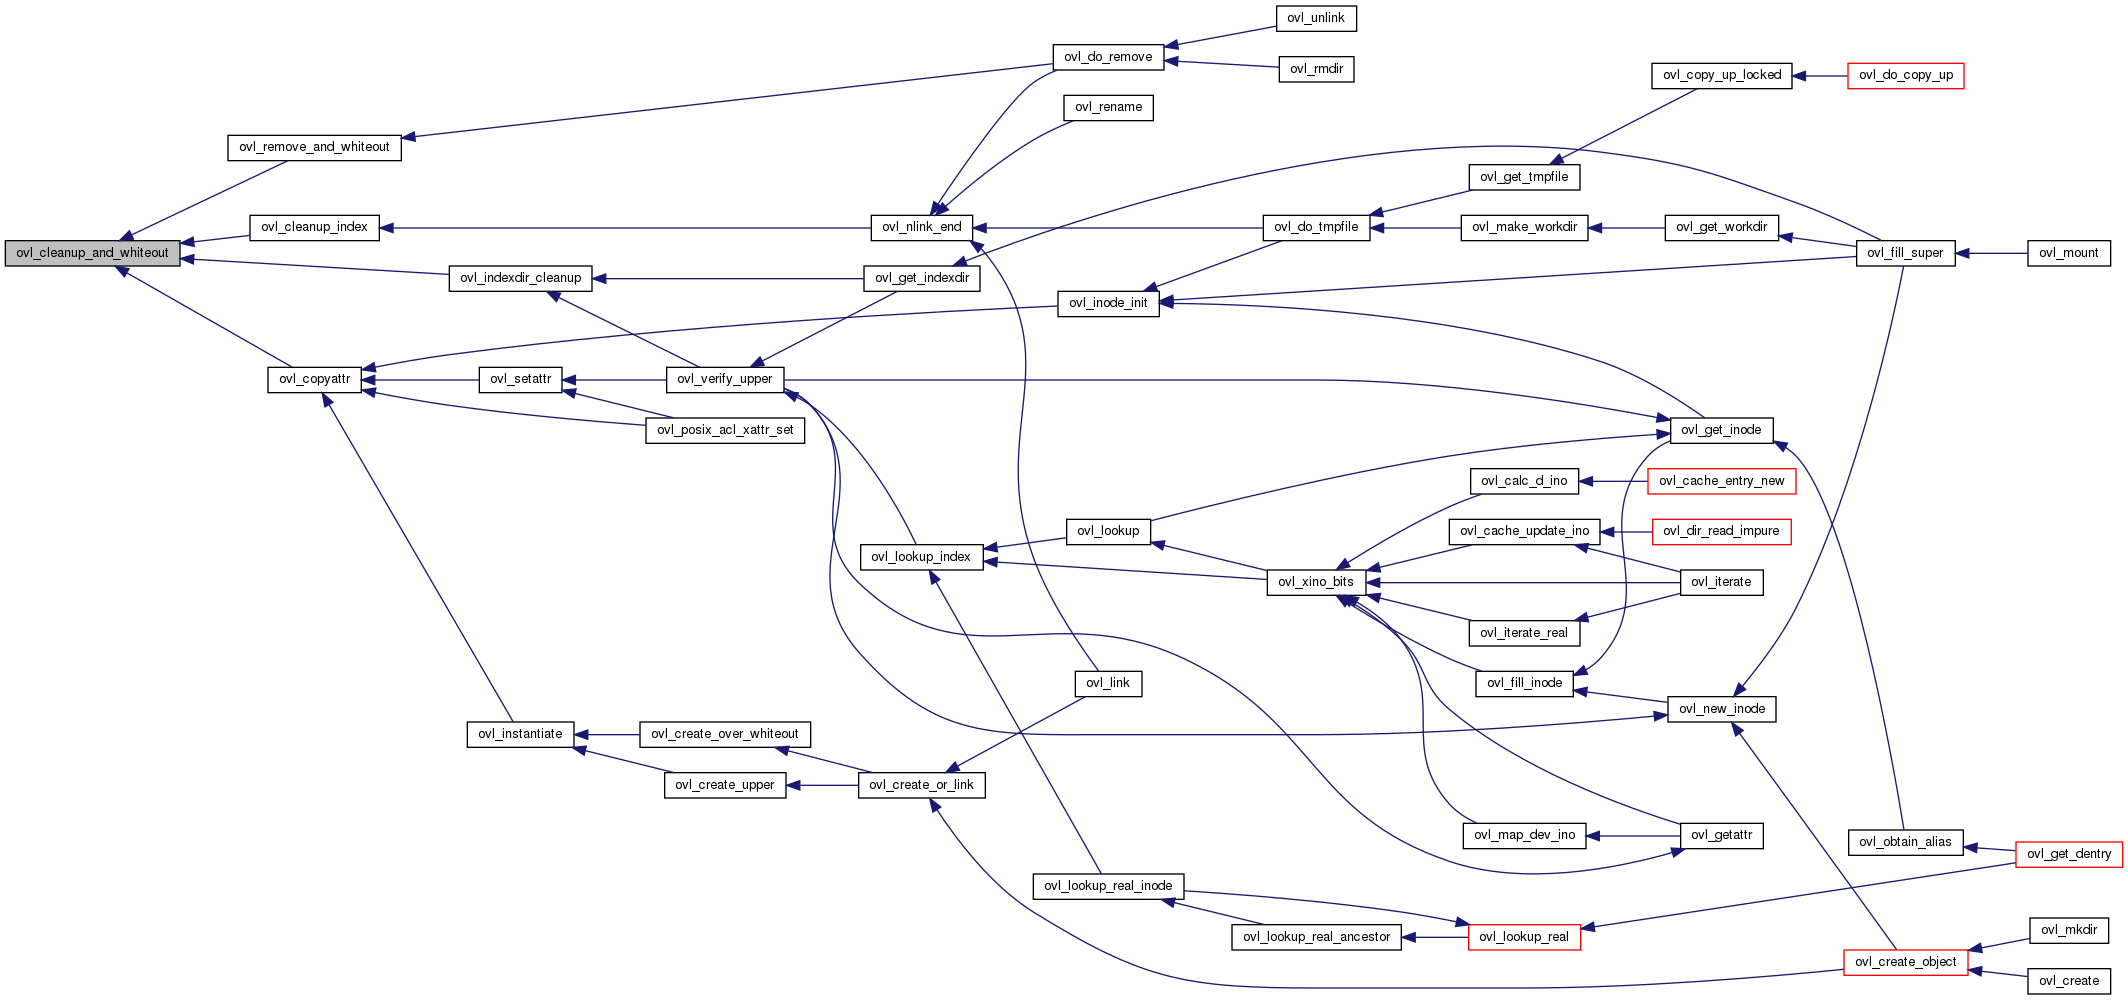 ovl_unlink
ovl_do_remove
ovl_rmdir
ovl_copy_up_locked
ovl_do_copy_up
ovl_rename
ovl_remove_and_whiteout
ovl_get_tmpfile
ovl_cleanup_index
ovl_nlink_end
ovl_do_tmpfile
ovl_make_workdir
ovl_get_workdir
ovl_cleanup_and_whiteout
ovl_fill_super
ovl_mount
ovl_indexdir_cleanup
ovl_get_indexdir
ovl_inode_init
ovl_copyattr
ovl_setattr
ovl_verify_upper
ovl_posix_acl_xattr_set
ovl_get_inode
ovl_calc_d_ino
ovl_cache_entry_new
ovl_lookup
ovl_cache_update_ino
ovl_dir_read_impure
ovl_lookup_index
ovl_xino_bits
ovl_iterate
ovl_iterate_real
ovl_link
ovl_fill_inode
ovl_new_inode
ovl_instantiate
ovl_create_over_whiteout
ovl_create_upper
ovl_create_or_link
ovl_map_dev_ino
ovl_getattr
ovl_obtain_alias
ovl_get_dentry
ovl_lookup_real_inode
ovl_lookup_real_ancestor
ovl_lookup_real
ovl_mkdir
ovl_create_object
ovl_create